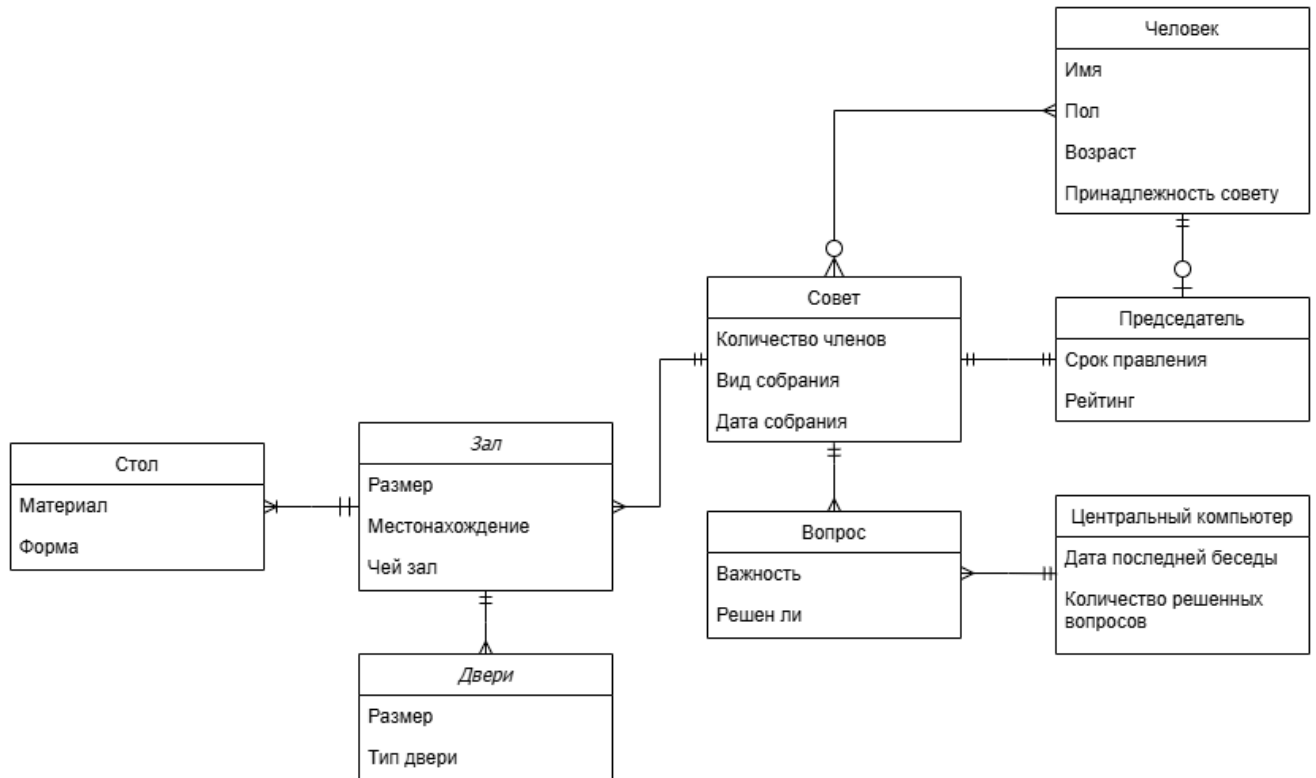 Человек
Имя
Пол
Возраст
Принадлежность совету
Совет
Количество членов
Вид собрания
Дата собрания
Председатель
Срок правления
Рейтинг
Стол
Материал
Форма
Зал
Размер
Местонахождение
Чей зал
Вопрос
Важность
Решен ли
Центральный компьютер
Дата последней беседы
Количество решенных
вопросов
Двери
Размер
Тип двери